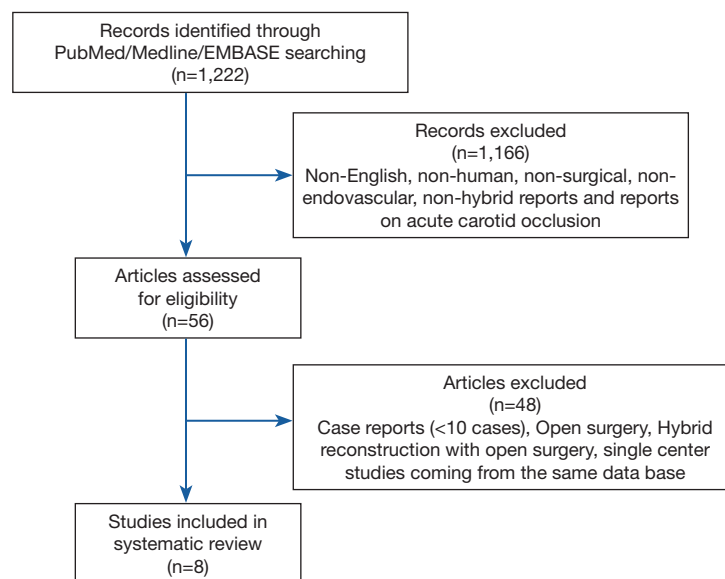 Records identified through
PubMed/Medline/EMBASE searching
(n=1,222)
Records excluded
(n=1,166)
Non-English, non-human, non-surgical, non-
endovascular, non-hybrid reports and reports
on acute carotid occlusion
Articles assessed
for eligibility
(n=56)
Articles excluded
(n=48)
Case reports (<10 cases), Open surgery, Hybrid
reconstruction with open surgery, single center
studies coming from the same data base
Studies included in
systematic review
(n=8)